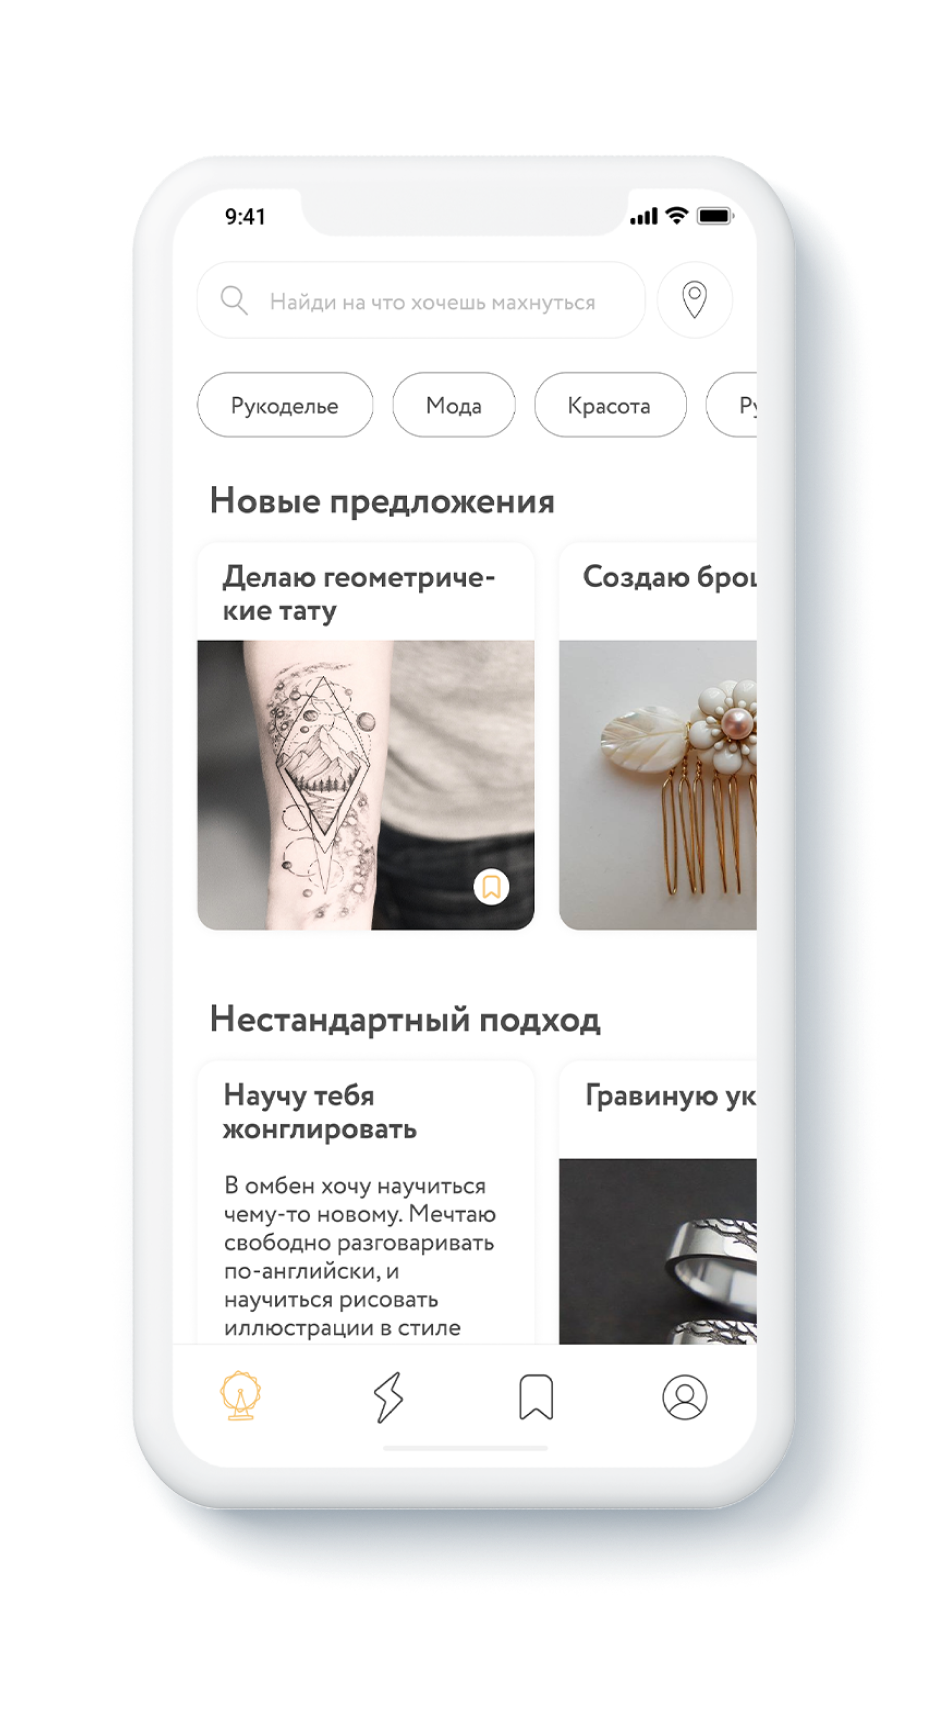 9:41
Найди на что хочешь махнуться
Рукоделье
Мода
Красота
Ру
Новые предложения
Делаю геометриче-
кие тату
Создаю
Нестандартный подход
Научу тебя
жонглировать
В омбен хочу научиться
чему-то новому. Мечтаю
свободно разговаривать
по-английски, и
научиться рисовать
иллюстрации в стиле
Гравиную ук